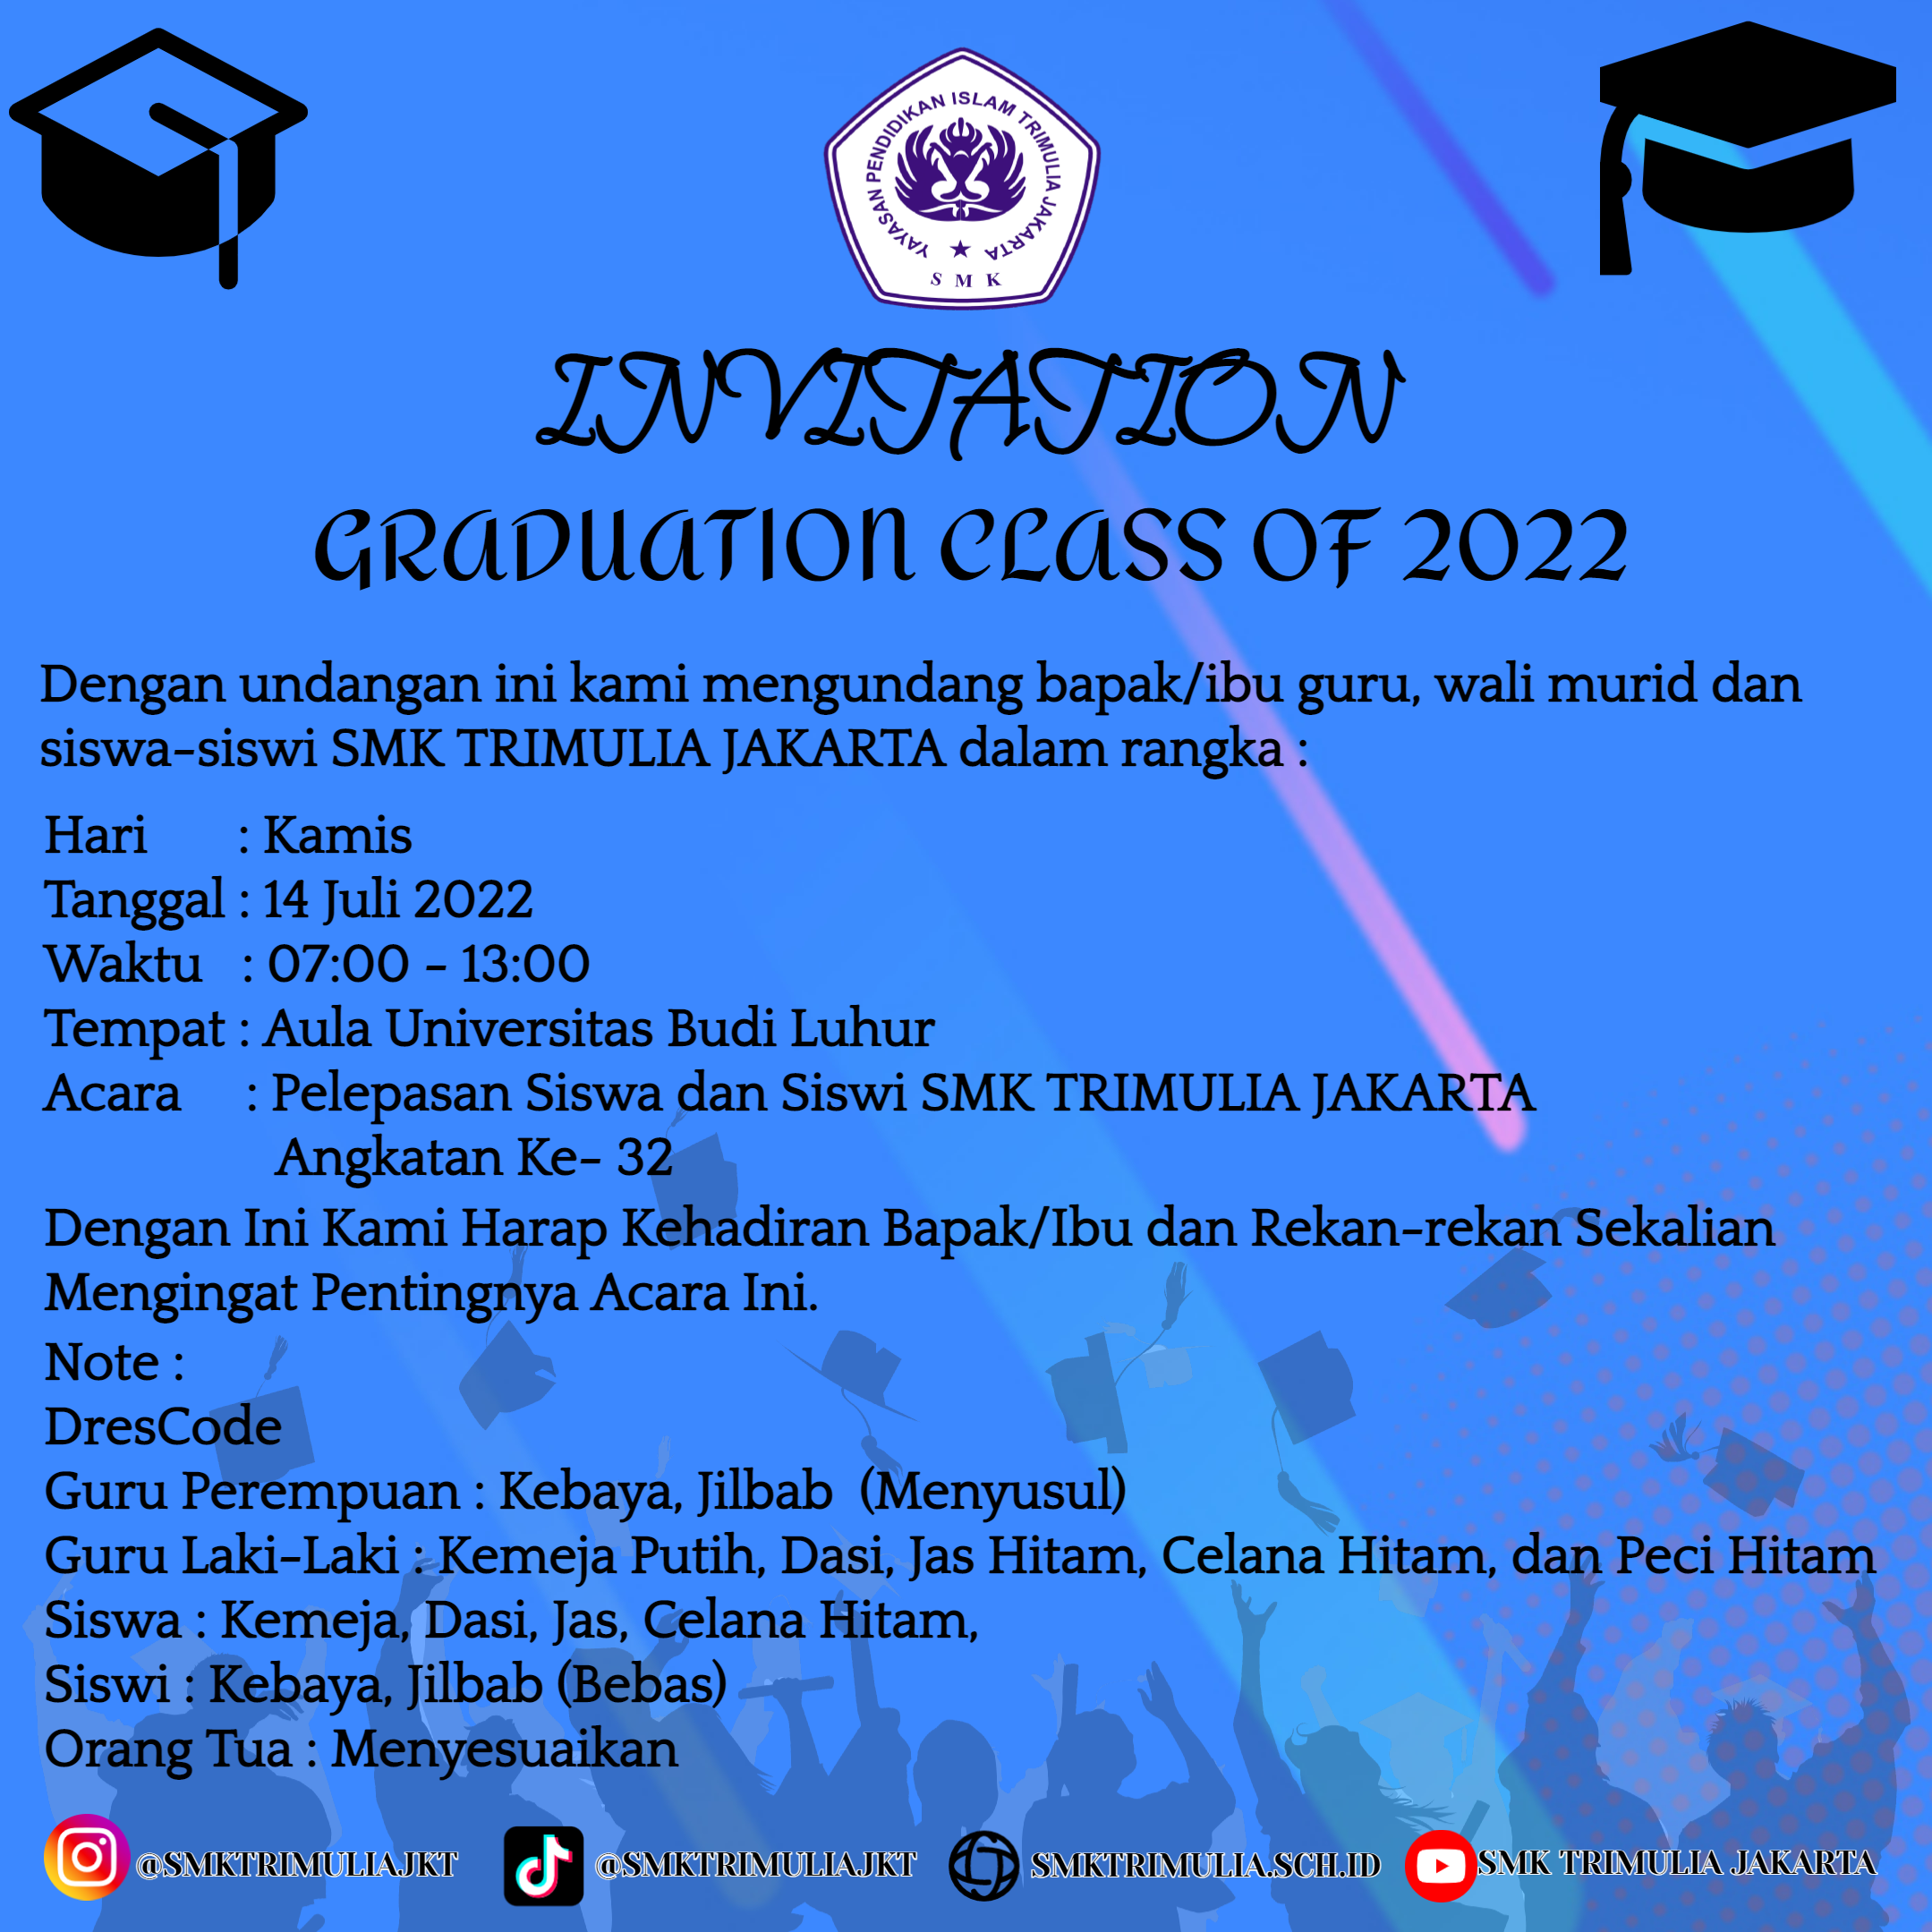 YAYASAN PENDIDIKAN ISLAM TRIMULIA JAKARTA
SMK
INVITATION
GRADUATION CLASS OF 2022
Dengan undangan ini kami mengundang bapak/ibu guru, wali murid dan
siswa-siswi SMK TRIMULIA JAKARTA dalam rangka :
Hari : Kamis
Tanggal : 14 Juli 2022
Waktu : 07:00 - 13:00
Tempat : Aula Universitas Budi Luhur
Acara : Pelepasan Siswa dan Siswi SMK TRIMULIA JAKARTA
Angkatan Ke- 32
Dengan Ini Kami Harap Kehadiran Bapak/Ibu dan Rekan-rekan Sekalian
Mengingat Pentingnya Acara Ini.
Note :
DresCode
Guru Perempuan : Kebaya, Jilbab (Menyusul)
Guru Laki-Laki : Kemeja Putih, Dasi, Jas Hitam, Celana Hitam, dan Peci Hitam
Siswa : Kemeja, Dasi, Jas, Celana Hitam,
Siswi : Kebaya, Jilbab (Bebas)
Orang Tua : Menyesuaikan
@SMKTRIMULIAJKT @SMKTRIMULIAJKT SMKTRIMULIA.SCH.ID SMK TRIMULIA JAKARTA